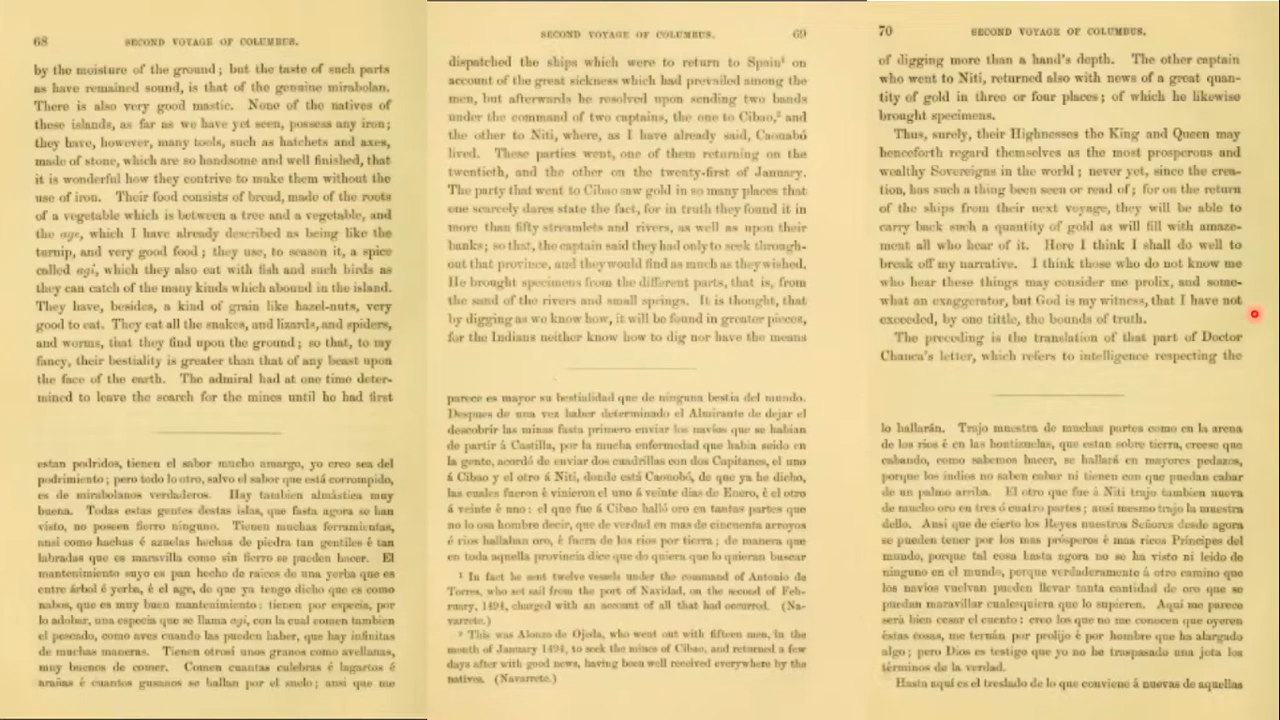 68 SECOND VOYAGE OF COLUMBUS.
by the moisture of the ground; but the taste of such parts
as have remained sound, is that of the genuine mirabolan.
There is also very good mastic. None of the natives of
these islands, as far as we have yet seen, possess any iron;
they have, however, many tools, such as hatchets and axes,
made of stone, which are so handsome and well finished, that
it is wonderful how they contrive to make them without the
use of iron. Their food consists of bread, made of the roots
of a vegetable which is between a tree and a vegetable, and
the age, which I have already described as being like the
turnip, and very good food; they use, to season it, a spice
called agi, which they also eat with fish and such birds as
they can catch of the many kinds which abound in the island.
They have, besides, a kind of grain like hazel-nuts, very
good to eat. They eat all the snakes, and lizards, and spiders,
and worms, that they find upon the ground; so that, to my
fancy, their bestiality is greater than that of any beast upon
the face of the earth. The admiral had at one time deter-
mined to leave the search for the mines until he had first
estan podridos, tienen el sabor mucho amargo, yo creo sea del
podrimiento; pero todo lo otro, salvo el sabor que está corrompido,
es de mirabolanos verdaderos. Hay tambien almástica muy
buena. Todas estas gentes destas islas, que fasta agora se han
visto, no poseen fierro ninguno. Tienen muchas ferramientas,
ansi como hachas é azuelas hechas de piedra tan gentiles é tan
labradas que es maravilla como sin fierro se pueden hacer. El
mantenimiento suyo es pan hecho de raices de una yerba que es
entre árbol é yerba, é el age, de que ya tengo dicho que es como
nabos, que es muy buen mantenimiento: tienen por especia, por
lo adobar, una especia que se llama agi, con la cual comen tambien
el pescado, como aves cuando las pueden haber, que hay infinitas
de muchas maneras. Tienen otrosí unos granos como avellanas,
muy buenos de comer. Comen cuantas culebras é lagartos é
arañas é cuantos gusanos se hallan por el suelo; ansi que me
SECOND VOYAGE OF COLUMBUS. 69
dispatched the ships which were to return to Spain¹ on
account of the great sickness which had prevailed among the
men, but afterwards he resolved upon sending two bands
under the command of two captains, the one to Cibao,² and
the other to Niti, where, as I have already said, Caonabó
lived. These parties went, one of them returning on the
twentieth, and the other on the twenty-first of January.
The party that went to Cibao saw gold in so many places that
one scarcely dares state the fact, for in truth they found it in
more than fifty streamlets and rivers, as well as upon their
banks; so that, the captain said they had only to seek through-
out that province, and they would find as much as they wished.
He brought specimens from the different parts, that is, from
the sand of the rivers and small springs. It is thought, that
by digging as we know how, it will be found in greater pieces,
for the Indians neither know how to dig nor have the means
parece es mayor su bestialidad que de ninguna bestia del mundo.
Despues de una vez haber determinado el Almirante de dejar el
descobrir las minas fasta primero enviar los navios que se habian
de partir á Castilla, por la mucha enfermedad que habia seido en
la gente, acordó de enviar dos cuadrillas con dos Capitanes, el uno
á Cibao y el otro á Niti, donde está Caonabó, de que ya he dicho,
las cuales fueron é vinieron el uno á veinte dias de Enero, é el otro
á veinte é uno: el que fué á Cibao halló oro en tantas partes que
no lo osa hombre decir, que de verdad en mas de cincuenta arroyos
é rios hallaban oro, é fuera de los rios por tierra; de manera que
en toda aquella provincia dice que do quiera que lo quieran buscar
¹ In fact he sent twelve vessels under the command of Antonio de
Torres, who set sail from the port of Navidad, on the second of Feb-
ruary, 1494, charged with an account of all that had occurred. (Na-
varrete.)
² This was Alonzo de Ojeda, who went out with fifteen men, in the
month of January 1494, to seek the mines of Cibao, and returned a few
days after with good news, having been well received everywhere by the
natives. (Navarrete.)
70 SECOND VOYAGE OF COLUMBUS.
of digging more than a hand's depth. The other captain
who went to Niti, returned also with news of a great quan-
tity of gold in three or four places; of which he likewise
brought specimens.
Thus, surely, their Highnesses the King and Queen may
henceforth regard themselves as the most prosperous and
wealthy Sovereigns in the world; never yet, since the crea-
tion, has such a thing been seen or read of; for on the return
of the ships from their next voyage, they will be able to
carry back such a quantity of gold as will fill with amaze-
ment all who hear of it. Here I think I shall do well to
break off my narrative. I think those who do not know me
who hear these things may consider me prolix, and some-
what an exaggerator, but God is my witness, that I have not
exceeded, by one tittle, the bounds of truth.
The preceding is the translation of that part of Doctor
Chanca's letter, which refers to intelligence respecting the
lo hallarán. Trajo muestra de muchas partes como en la arena
de los rios é en las hontizuelas, que estan sobre tierra, creese que
cabando, como sabemos hacer, se hallará en mayores pedazos,
porque los indios no saben cabar ni tienen con que puedan cabar
de un palmo arriba. El otro que fué á Niti trajo tambien nueva
de mucho oro en tres ó cuatro partes; ansi mesmo trajo la muestra
dello. Ansi que de cierto los Reyes nuestros Señores desde agora
se pueden tener por los mas prósperos é mas ricos Principes del
mundo, porque tal cosa hasta agora no se ha visto ni leido de
ninguno en el mundo, porque verdaderamente á otro camino que
los navios vuelvan pueden llevar tanta cantidad de oro que se
puedan maravillar cualesquiera que lo supieren. Aquí me parece
será bien cesar el cuento: creo los que no me conocen que oyeren
éstas cosas, me ternán por prolijo é por hombre que ha alargado
algo; pero Dios es testigo que yo no he traspasado una jota los
términos de la verdad.
Hasta aquí es el treslado de lo que conviene á nuevas de aquellas